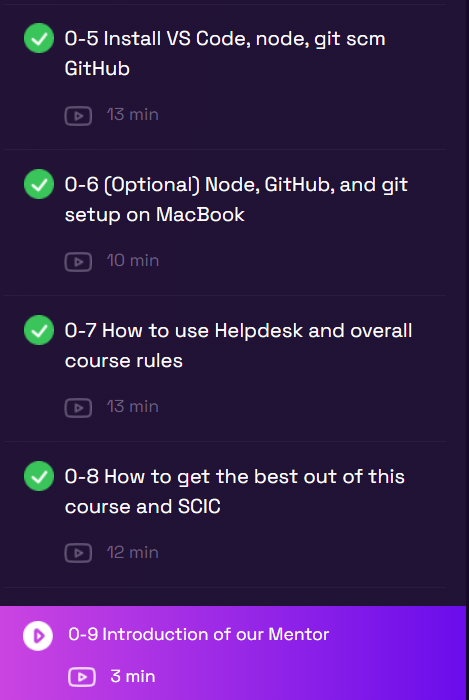 0-5 Install VS Code, node, git scm
GitHub
13 min
0-6 (Optional) Node, GitHub, and git
setup on MacBook
10 min
0-7 How to use Helpdesk and overall
course rules
13 min
0-8 How to get the best out of this
course and SCIC
12 min
0-9 Introduction of our Mentor
3 min